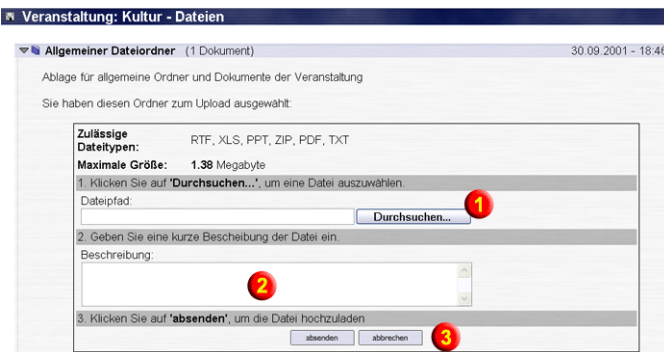 Veranstaltung: Kultur - Dateien
Allgemeiner Dateiordner (1 Dokument) 30.09.2001 - 18:46
Ablage für allgemeine Ordner und Dokumente der Veranstaltung
Sie haben diesen Ordner zum Upload ausgewählt:
Zulässige Dateitypen: RTF, XLS, PPT, ZIP, PDF, TXT
Maximale Größe: 1.38 Megabyte
1. Klicken Sie auf 'Durchsuchen...', um eine Datei auszuwählen.
Dateipfad:
Durchsuchen... 1
2. Geben Sie eine kurze Bescheibung der Datei ein.
Beschreibung:
2
3. Klicken Sie auf 'absenden', um die Datei hochzuladen
absenden abbrechen 3